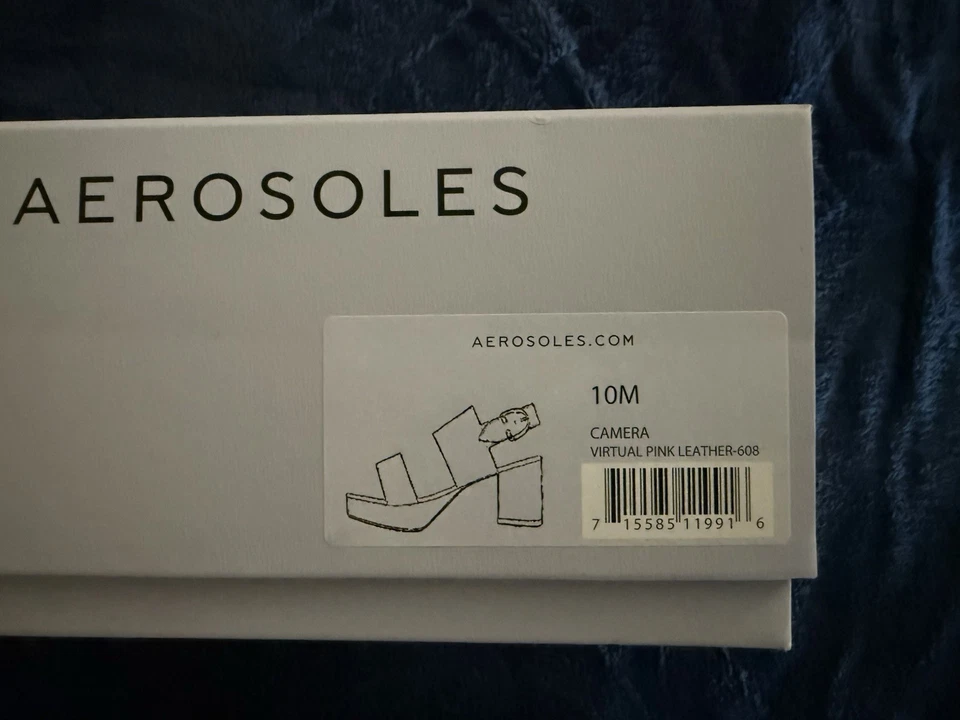 AEROSOLES
AEROSOLES.COM
10M
CAMERA
VIRTUAL PINK LEATHER-608
7 15585 11991 6